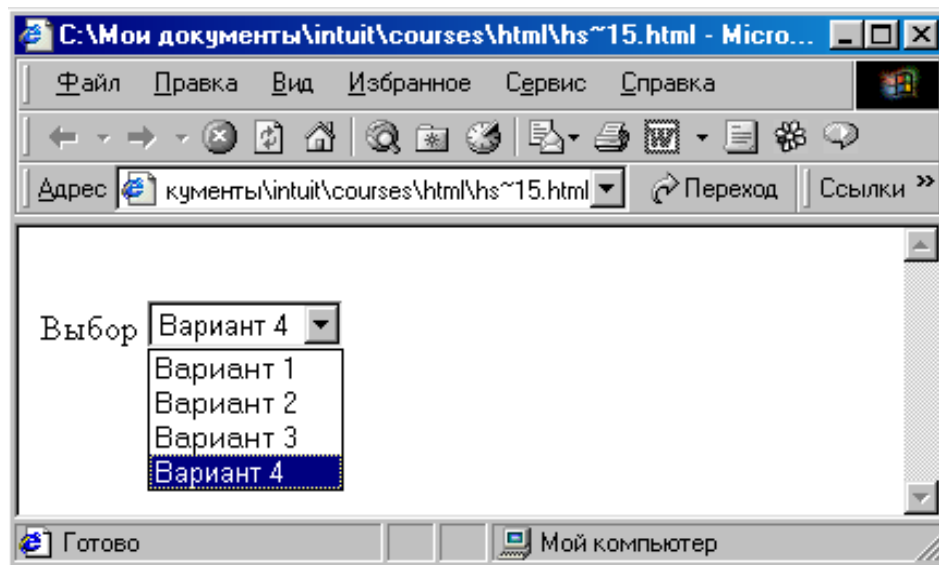 C:\Мои документы\intuit\courses\html\hs~15.html - Micro...
Файл Правка Вид Избранное Сервис Справка
Адрес кументы\intuit\courses\html\hs~15.html Переход Ссылки »
Выбор Вариант 4
Вариант 1
Вариант 2
Вариант 3
Вариант 4
Готово Мой компьютер